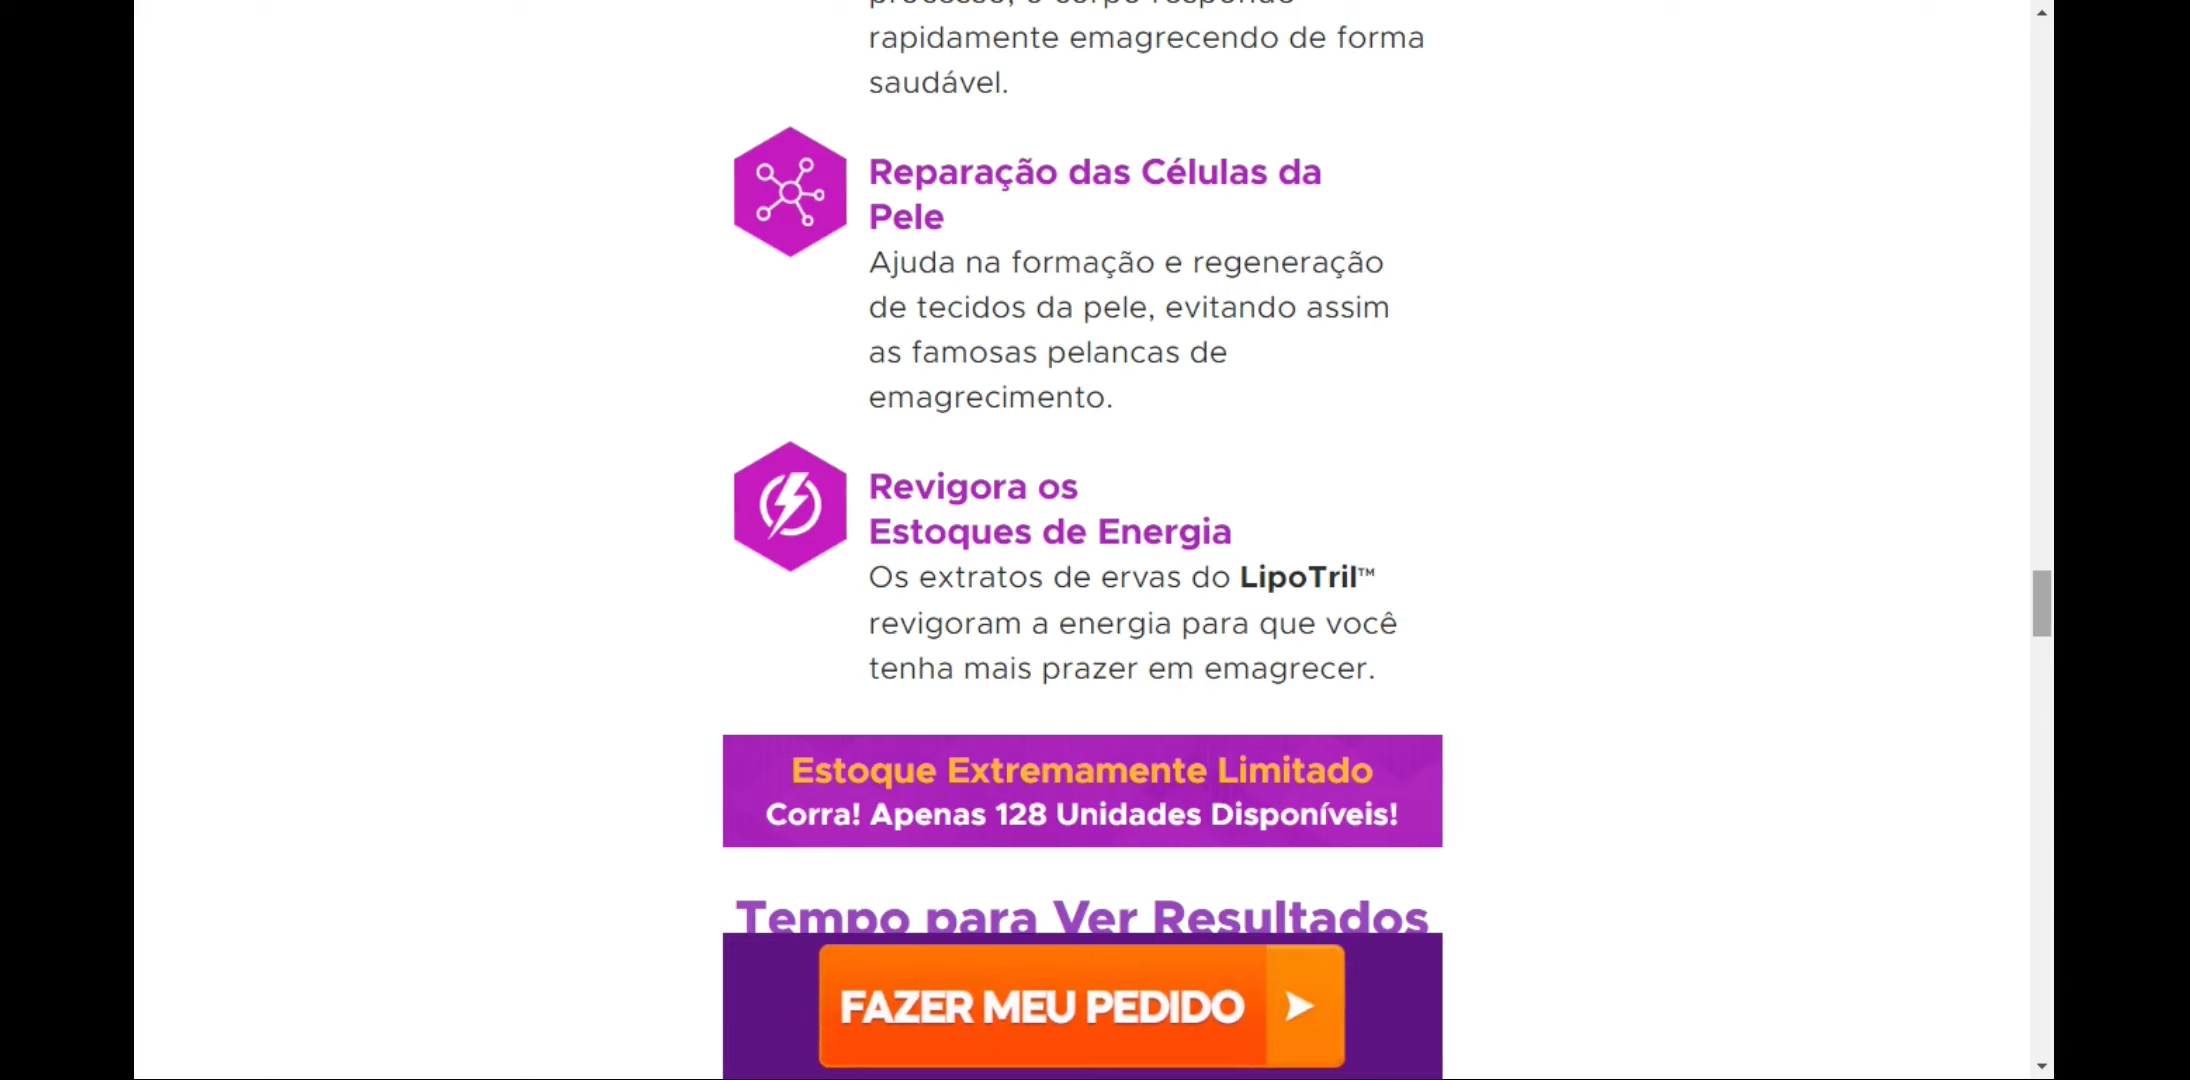 rapidamente emagrecendo de forma
saudável.
Reparação das Células da
Pele
Ajuda na formação e regeneração
de tecidos da pele, evitando assim
as famosas pelancas de
emagrecimento.
Revigora os
Estoques de Energia
Os extratos de ervas do LipoTril™
revigoram a energia para que você
tenha mais prazer em emagrecer.
Estoque Extremamente Limitado
Corra! Apenas 128 Unidades Disponíveis!
Tempo para Ver Resultados
FAZER MEU PEDIDO